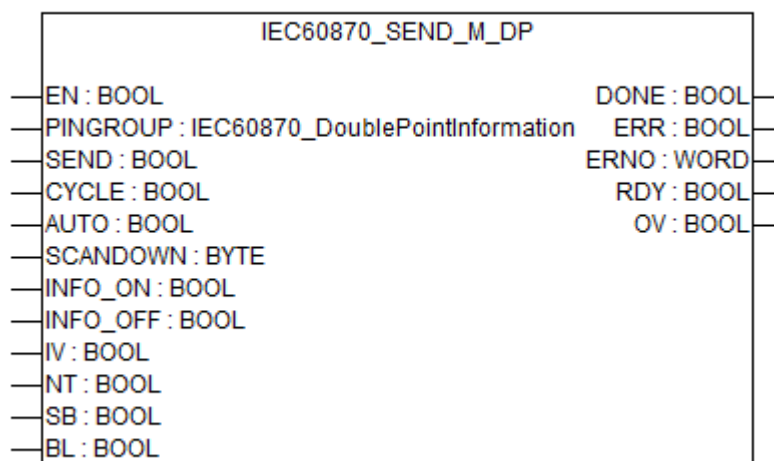 IEC60870_SEND_M_DP
EN : BOOL DONE : BOOL
PINGROUP : IEC60870_DoublePointInformation ERR : BOOL
SEND : BOOL ERNO : WORD
CYCLE : BOOL RDY : BOOL
AUTO : BOOL OV : BOOL
SCANDOWN : BYTE
INFO_ON : BOOL
INFO_OFF : BOOL
IV : BOOL
NT : BOOL
SB : BOOL
BL : BOOL